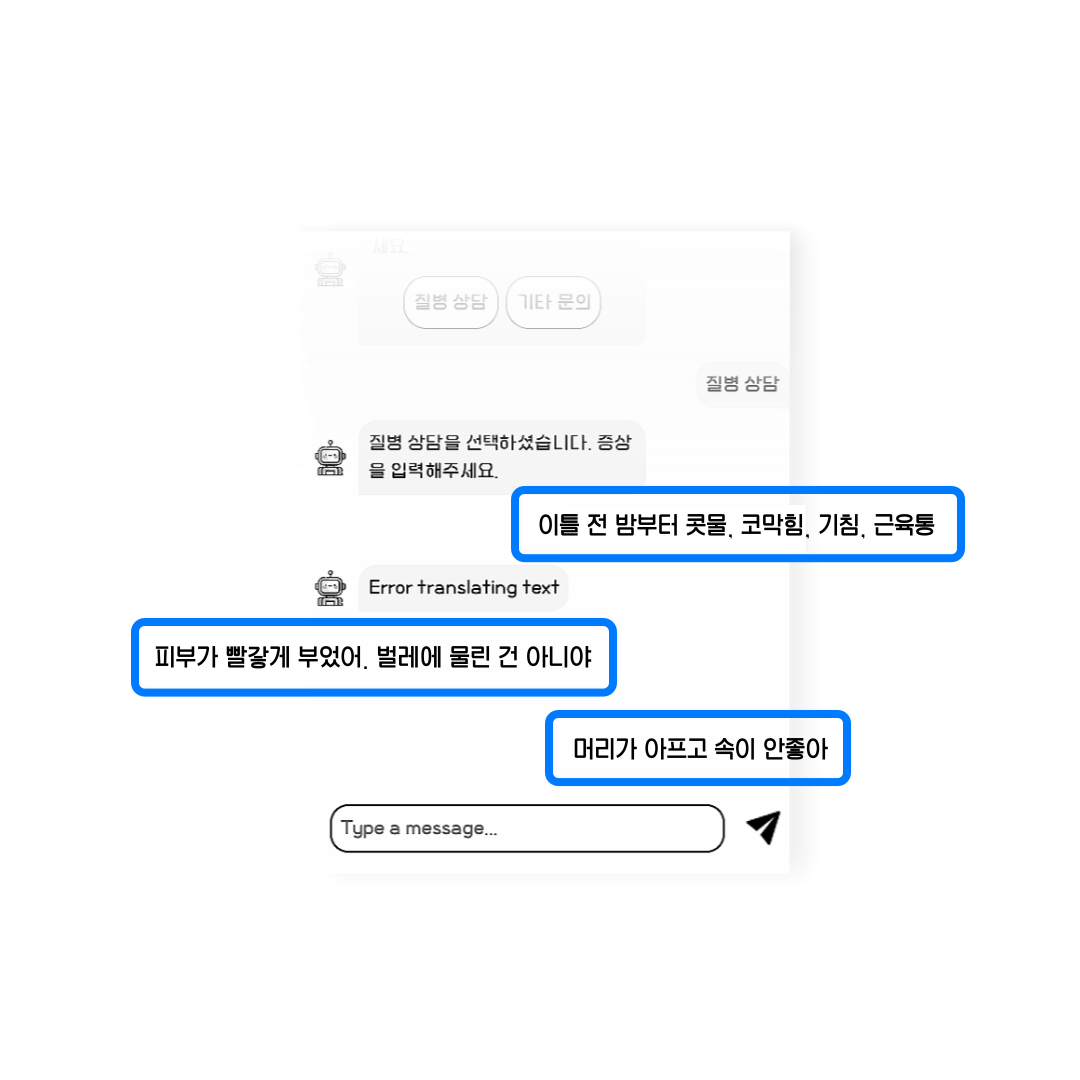 세요.
질병 상담 기타 문의
질병 상담
질병 상담을 선택하셨습니다. 증상
을 입력해주세요.
이틀 전 밤부터 콧물, 코막힘, 기침, 근육통
Error translating text
피부가 빨갛게 부었어. 벌레에 물린 건 아니야
머리가 아프고 속이 안좋아
Type a message...